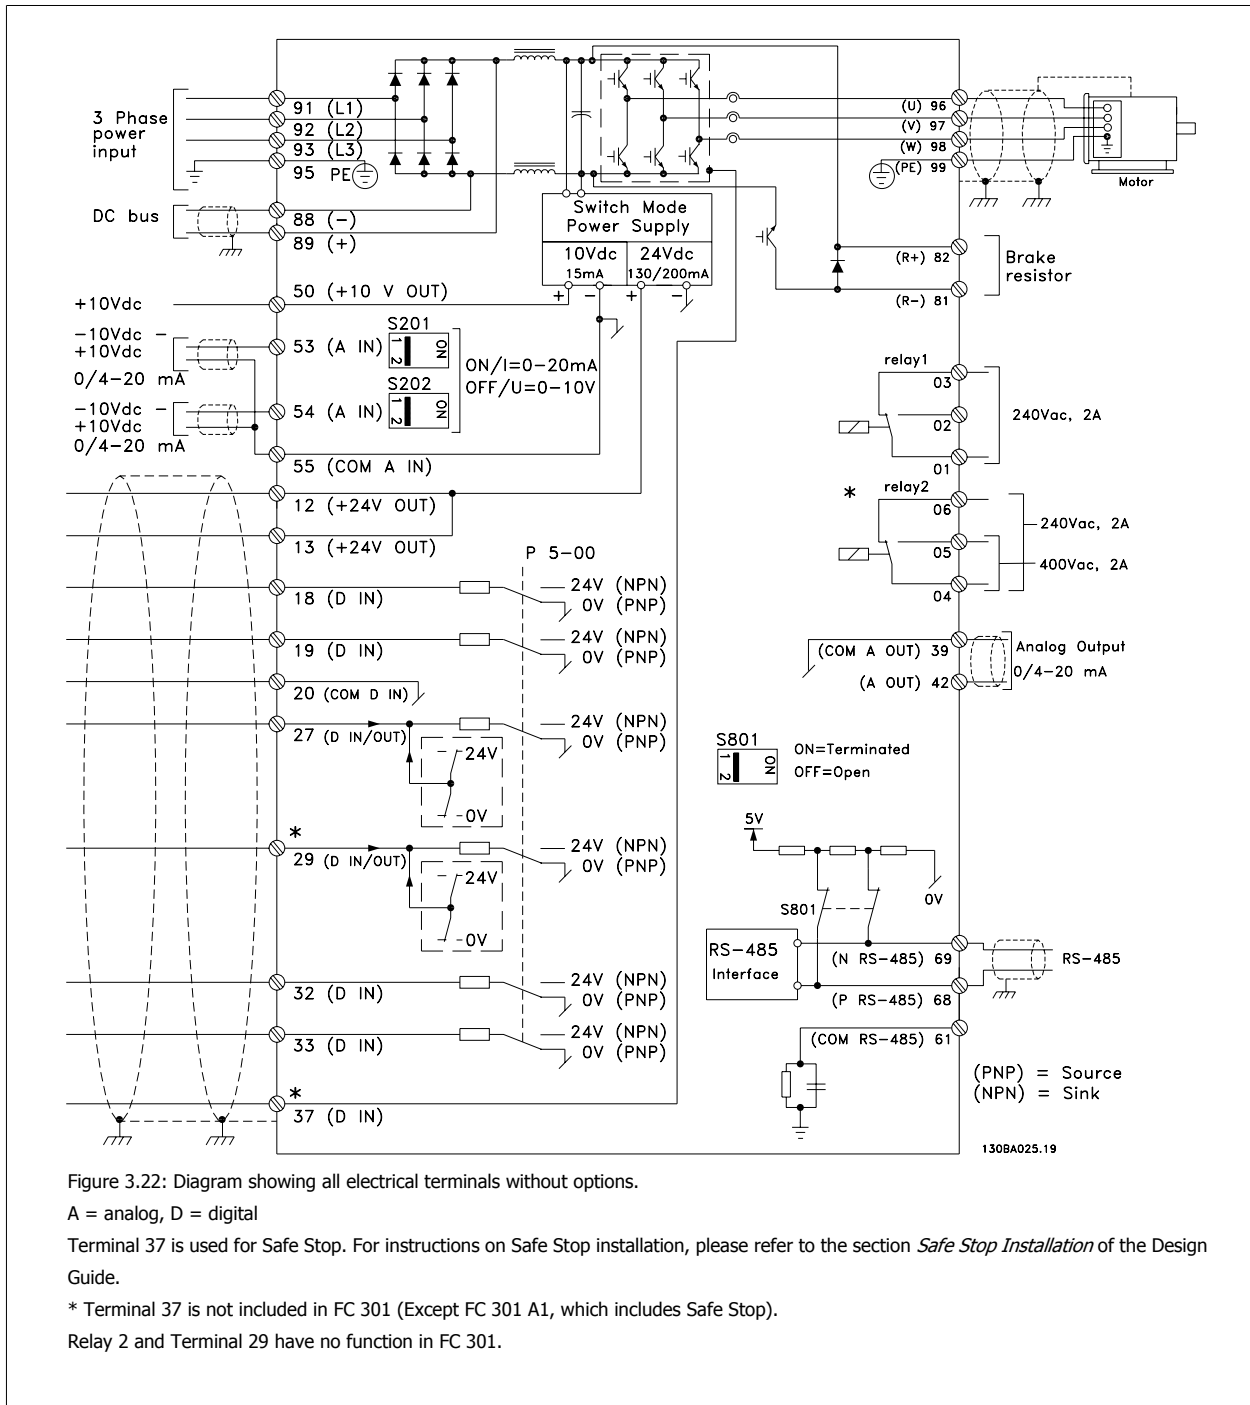 3 Phase
power
input
91 (L1)
92 (L2)
93 (L3)
95 PE
DC bus
88 (−)
89 (+)
Switch Mode
Power Supply
10Vdc
15mA
24Vdc
130/200mA
+ − + −
(U) 96
(V) 97
(W) 98
(PE) 99
Motor
(R+) 82
(R−) 81
Brake
resistor
+10Vdc
50 (+10 V OUT)
−10Vdc −
+10Vdc
0/4−20 mA
53 (A IN)
S201
1 2
ON
−10Vdc −
+10Vdc
0/4−20 mA
54 (A IN)
S202
1 2
ON
ON/I=0−20mA
OFF/U=0−10V
55 (COM A IN)
12 (+24V OUT)
13 (+24V OUT)
P 5-00
18 (D IN)
24V (NPN)
0V (PNP)
19 (D IN)
24V (NPN)
0V (PNP)
20 (COM D IN)
27 (D IN/OUT)
24V (NPN)
0V (PNP)
24V
0V
*
29 (D IN/OUT)
24V (NPN)
0V (PNP)
24V
0V
32 (D IN)
24V (NPN)
0V (PNP)
33 (D IN)
24V (NPN)
0V (PNP)
*
37 (D IN)
relay1
03
02
01
240Vac, 2A
*
relay2
06
05
04
240Vac, 2A
400Vac, 2A
(COM A OUT) 39
(A OUT) 42
Analog Output
0/4−20 mA
S801
1 2
ON
ON=Terminated
OFF=Open
5V
S801
0V
RS−485
Interface
(N RS−485) 69
(P RS−485) 68
(COM RS−485) 61
RS−485
(PNP) = Source
(NPN) = Sink
130BA025.19
Figure 3.22: Diagram showing all electrical terminals without options.
A = analog, D = digital
Terminal 37 is used for Safe Stop. For instructions on Safe Stop installation, please refer to the section Safe Stop Installation of the Design
Guide.
* Terminal 37 is not included in FC 301 (Except FC 301 A1, which includes Safe Stop).
Relay 2 and Terminal 29 have no function in FC 301.